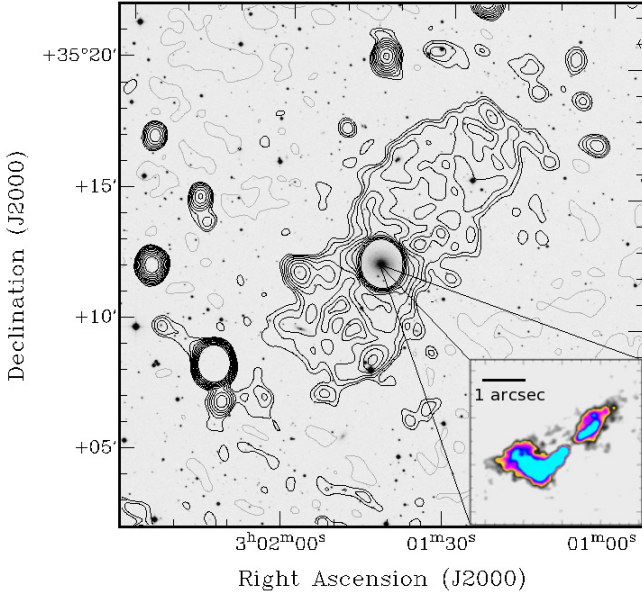 +35°20′
+15′
+10′
+05′
Declination (J2000)
1 arcsec
3ʰ02ᵐ00ˢ 01ᵐ30ˢ 01ᵐ00ˢ
Right Ascension (J2000)